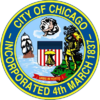 CITY OF CHICAGO
INCORPORATED 4th MARCH 1837